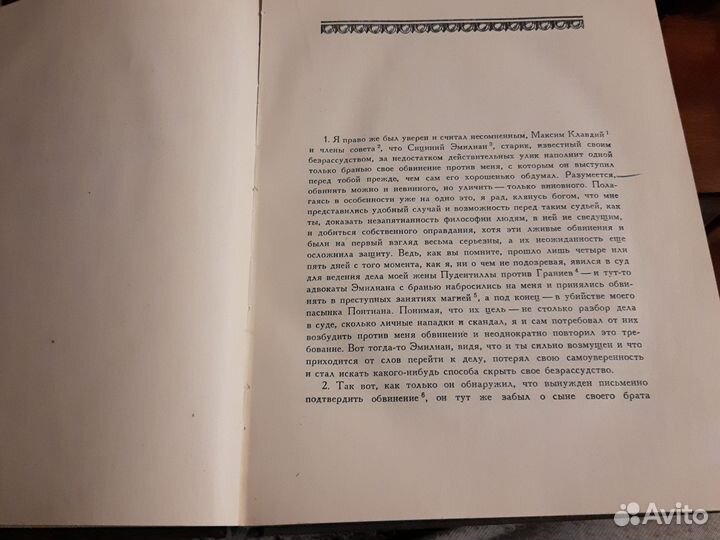 1. Я право же был уверен и считал несомненным, Максим Клавдий¹
и члены совета², что Сициний Эмилиан³, старик, известный своим
безрассудством, за недостатком действительных улик наполнит одной
только бранью свое обвинение против меня, с которым он выступил
перед тобой прежде, чем сам его хорошенько обдумал. Разумеется,
обвинить можно и невинного, но уличить — только виновного. Пола-
гаясь в особенности уже на одно это, я рад, клянусь богом, что мне
представились удобный случай и возможность перед таким судьей, как
ты, доказать незапятнанность философии людям, в ней не сведущим,
и добиться собственного оправдания, хотя эти лживые обвинения и
были на первый взгляд весьма серьезны, а их неожиданность еще
осложнила защиту. Ведь, как вы помните, прошло лишь четыре или
пять дней с того момента, как я, ни о чем не подозревая, явился в суд
для ведения дела моей жены Пудентиллы против Граниев⁴ — и тут-то
адвокаты Эмилиана с бранью набросились на меня и принялись обви-
нять в преступных занятиях магией⁵, а под конец — в убийстве моего
пасынка Понтиана. Понимая, что их цель — не столько разбор дела
в суде, сколько личные нападки и скандал, я и сам потребовал от них
возбудить против меня обвинение и неоднократно повторил это тре-
бование. Вот тогда-то Эмилиан, видя, что и ты сильно возмущен и что
приходится от слов перейти к делу, потерял свою самоуверенность
и стал искать какого-нибудь способа скрыть свое безрассудство.
2. Так вот, как только он обнаружил, что вынужден письменно
подтвердить обвинение⁶, он тут же забыл о сыне своего брата
Avito